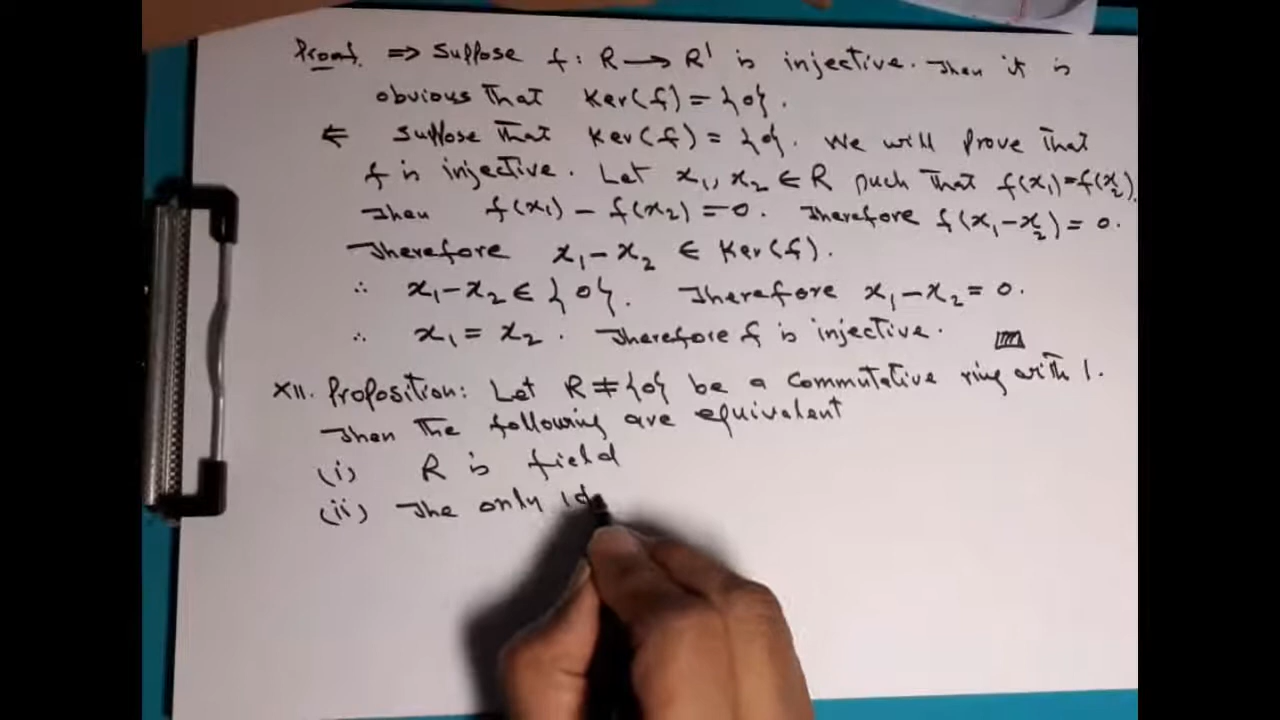 Proof. ⇒ Suppose f: R → R' is injective. Then it is
obvious that Ker(f) = {0}.
⇐ Suppose that Ker(f) = {0}. We will prove that
f is injective. Let x₁, x₂ ∈ R such that f(x₁)=f(x₂).
Then f(x₁) - f(x₂) = 0. Therefore f(x₁-x₂) = 0.
Therefore x₁-x₂ ∈ Ker(f).
∴ x₁-x₂ ∈ {0}. Therefore x₁-x₂ = 0.
∴ x₁ = x₂. Therefore f is injective.
XII. Proposition: Let R ≠ {0} be a commutative ring with 1.
Then the following are equivalent
(i) R is field
(ii) The only